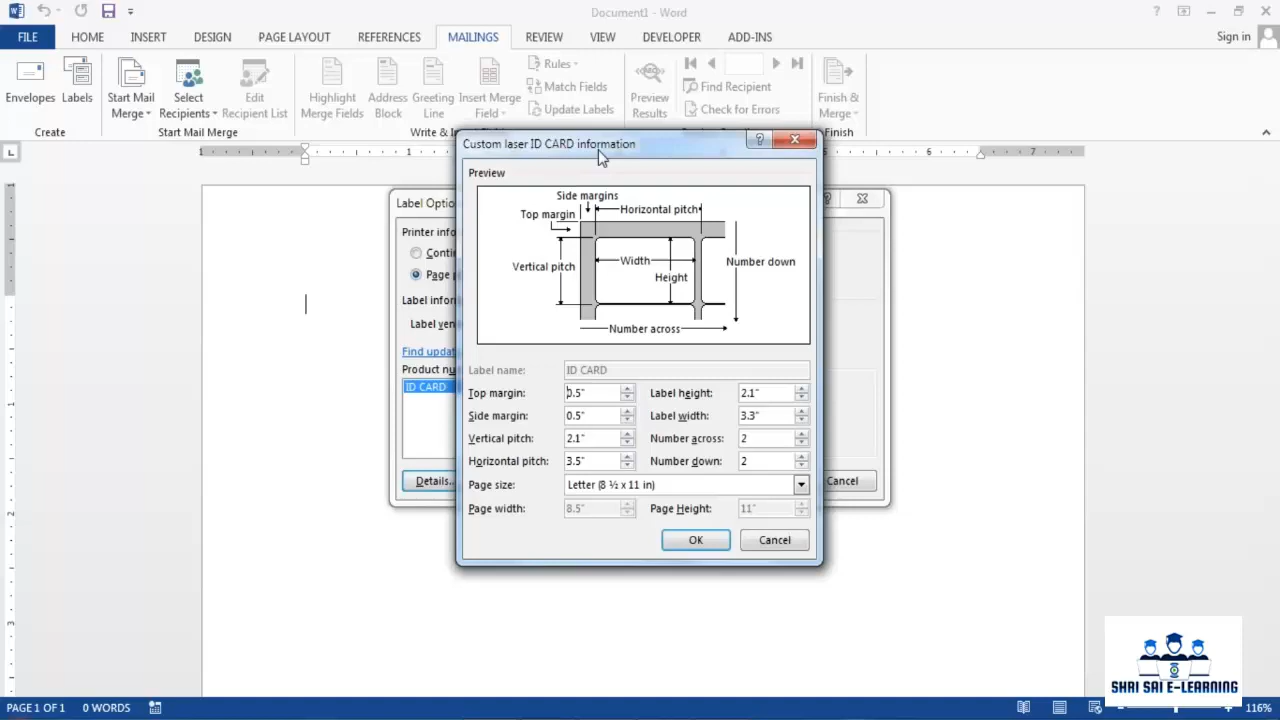 Document1 - Word
Sign in
FILE HOME INSERT DESIGN PAGE LAYOUT REFERENCES MAILINGS REVIEW VIEW DEVELOPER ADD-INS
Envelopes Labels
Create
Start Mail Merge
Select Recipients
Edit Recipient List
Start Mail Merge
Highlight Merge Fields
Address Block
Greeting Line
Insert Merge Field
Rules
Match Fields
Update Labels
Write &
Preview Results
Find Recipient
Check for Errors
Finish & Merge
Finish
Custom laser ID CARD information
Preview
Side margins
Top margin
Horizontal pitch
Vertical pitch
Width
Height
Number down
Number across
Label name: ID CARD
Top margin: 0.5" Label height: 2.1"
Side margin: 0.5" Label width: 3.3"
Vertical pitch: 2.1" Number across: 2
Horizontal pitch: 3.5" Number down: 2
Page size: Letter (8 ½ x 11 in)
Page width: 8.5" Page Height: 11"
OK Cancel
Label Optio
Printer info
Conti
Page p
Label infor
Label ven
Find updat
Product nu
ID CARD
Details..
Cancel
SHRI SAI E-LEARNING
PAGE 1 OF 1 0 WORDS
116%